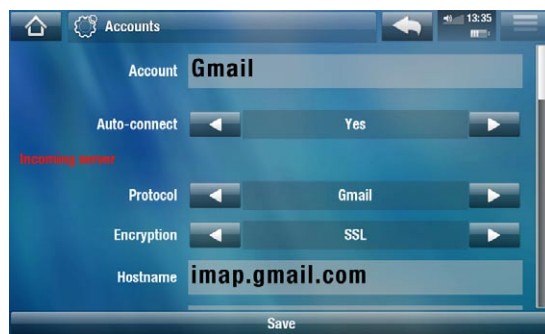 Accounts 13:35
Account Gmail
Auto-connect Yes
Incoming server
Protocol Gmail
Encryption SSL
Hostname imap.gmail.com
Save